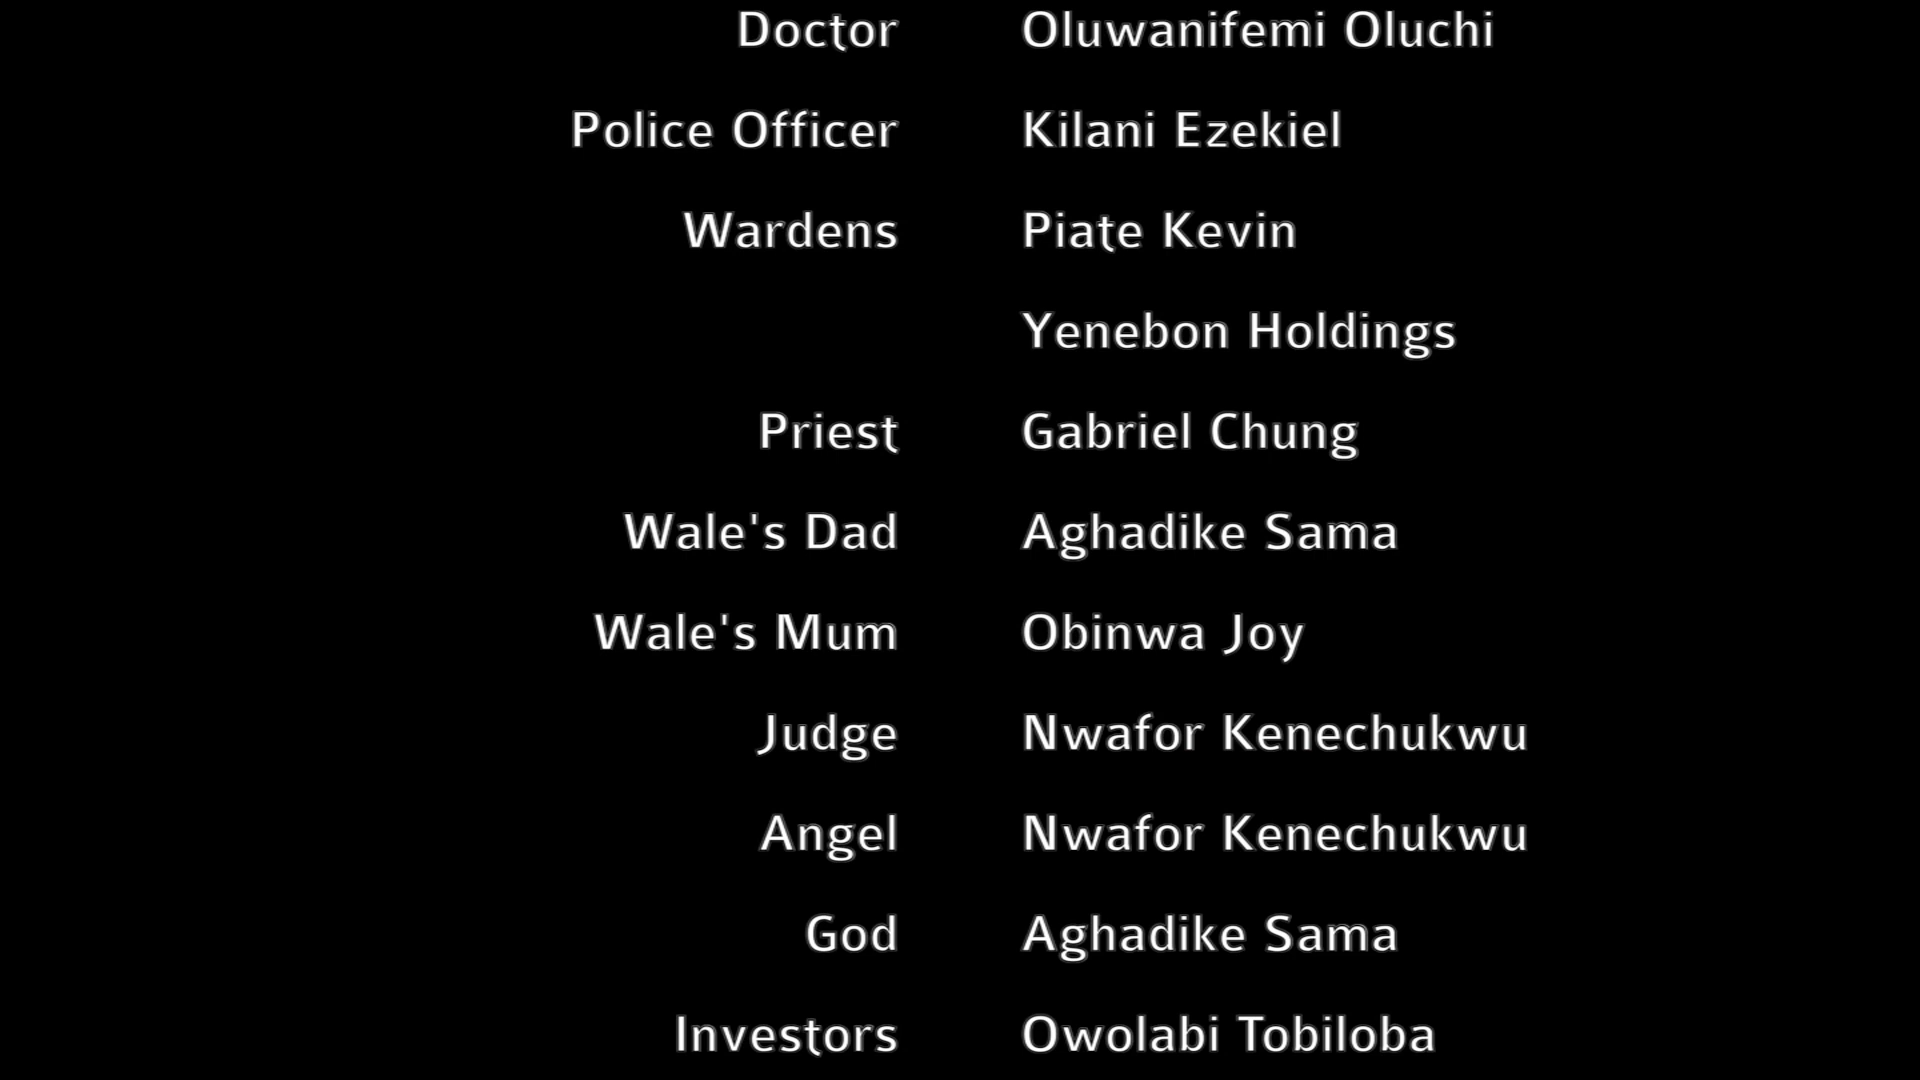 Doctor Oluwanifemi Oluchi
Police Officer Kilani Ezekiel
Wardens Piate Kevin
Yenebon Holdings
Priest Gabriel Chung
Wale's Dad Aghadike Sama
Wale's Mum Obinwa Joy
Judge Nwafor Kenechukwu
Angel Nwafor Kenechukwu
God Aghadike Sama
Investors Owolabi Tobiloba